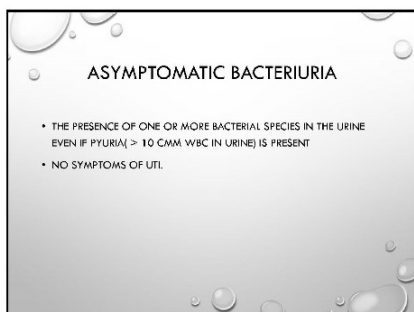 ASYMPTOMATIC BACTERIURIA
• THE PRESENCE OF ONE OR MORE BACTERIAL SPECIES IN THE URINE
EVEN IF PYURIA( > 10 CMM WBC IN URINE) IS PRESENT
• NO SYMPTOMS OF UTI.